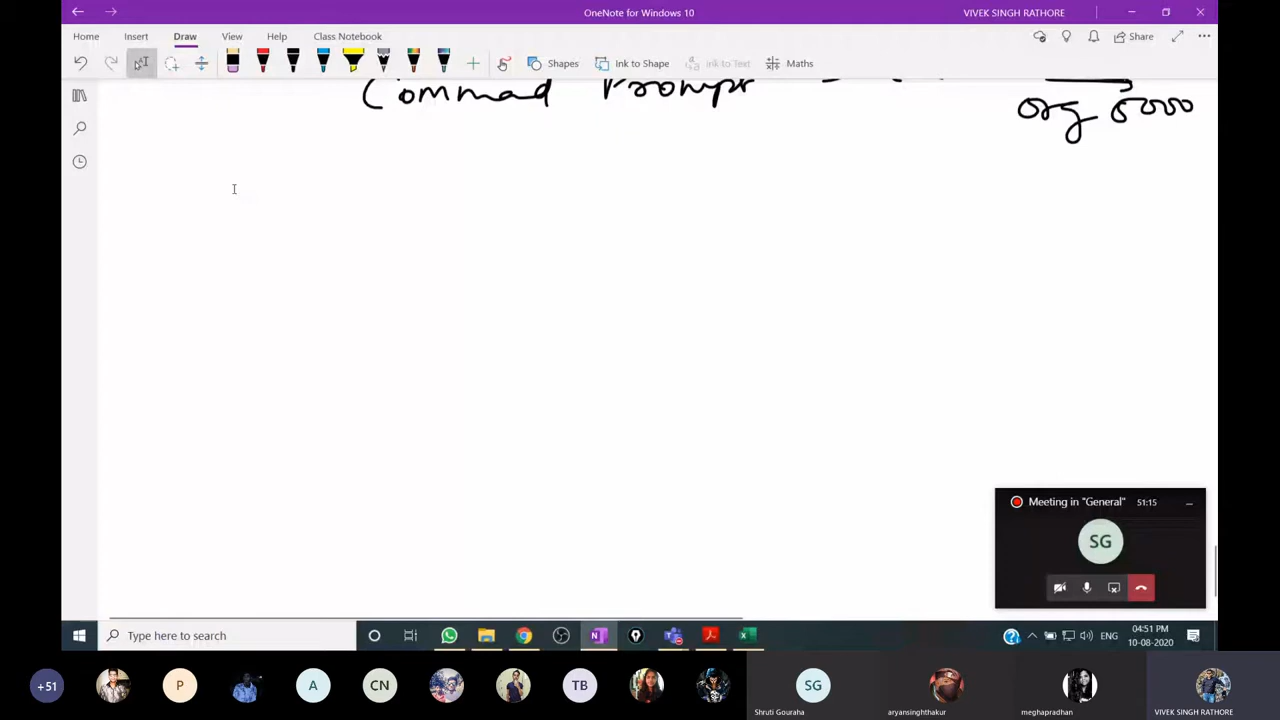 OneNote for Windows 10
VIVEK SINGH RATHORE
Home Insert Draw View Help Class Notebook
Share
Shapes Ink to Shape Ink to Text Maths
Commad Prompt
org 5000
Meeting in "General" 51:15
SG
Type here to search
ENG
04:51 PM
10-08-2020
+51 P A CN TB SG
Shruti Gouraha aryansinghthakur meghapradhan VIVEK SINGH RATHORE